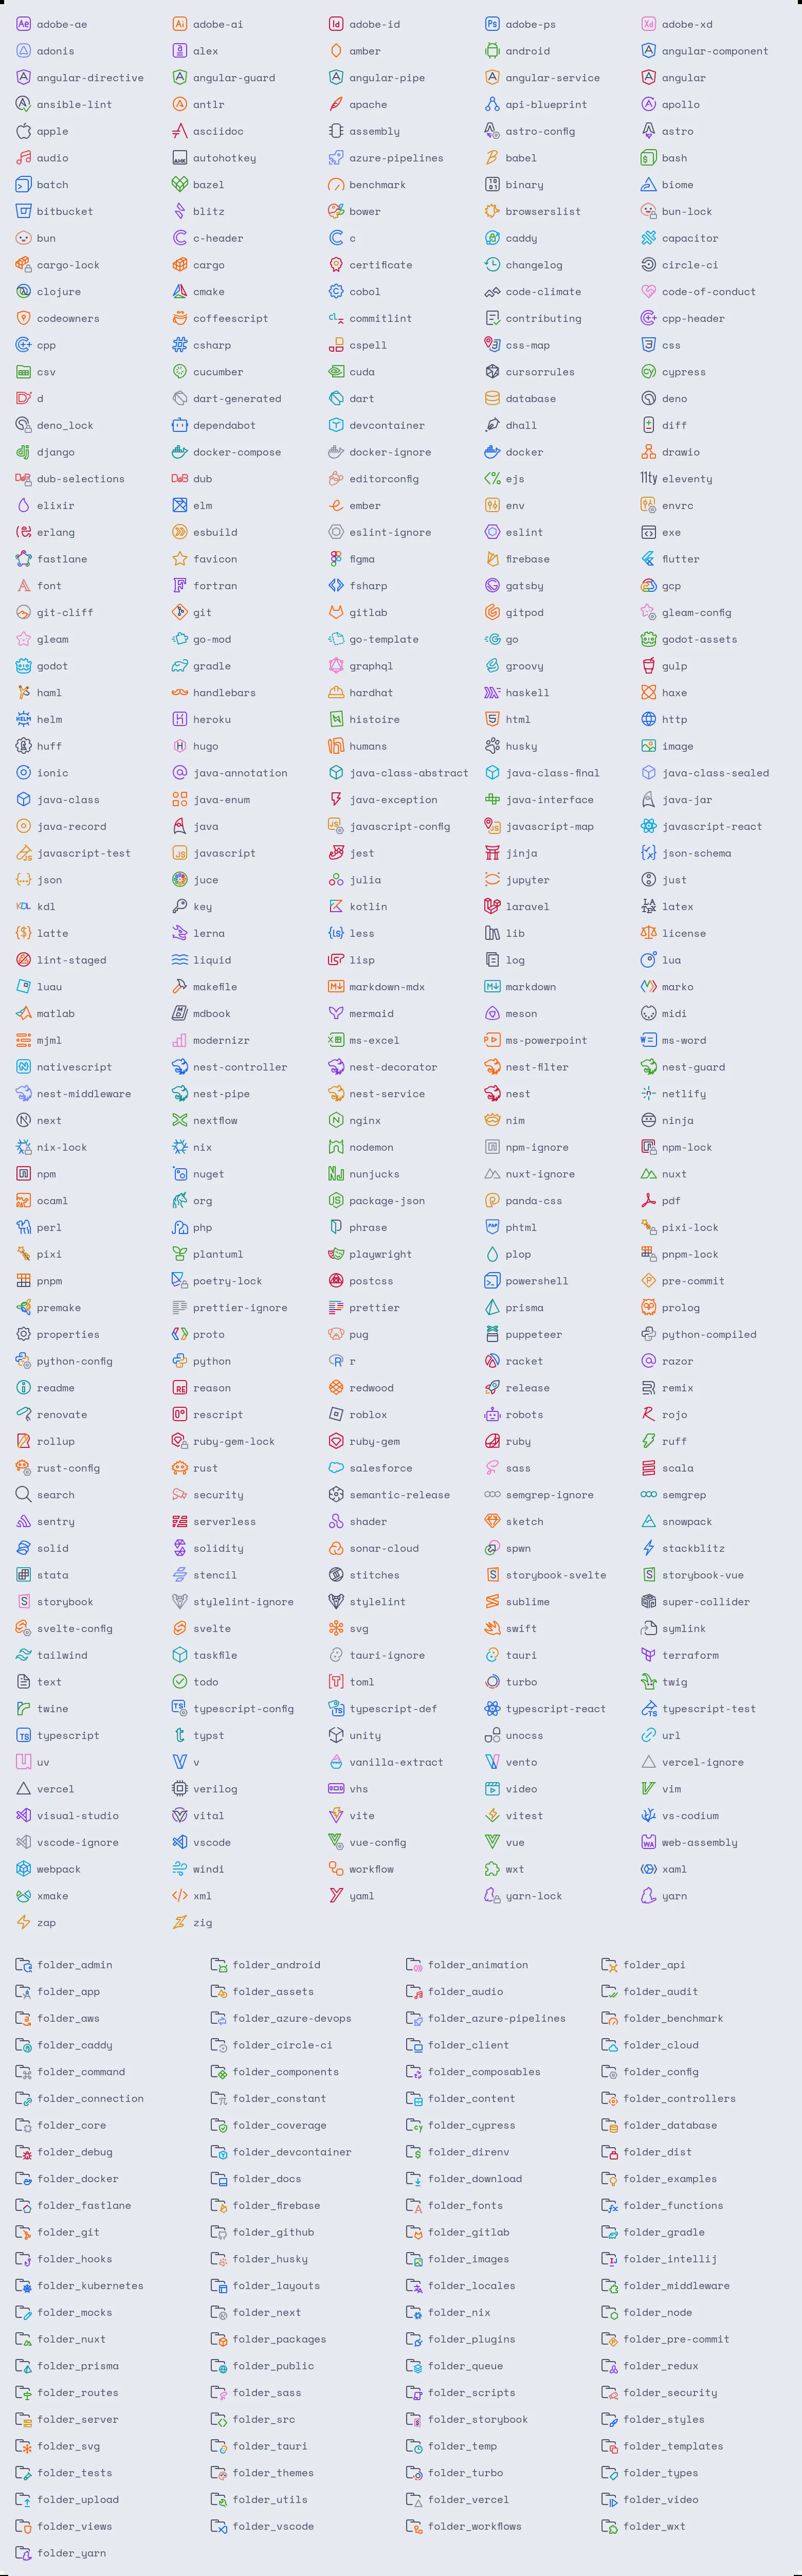 adobe-ae adobe-ai adobe-id adobe-ps adobe-xd
adonis alex amber android angular-component
angular-directive angular-guard angular-pipe angular-service angular
ansible-lint antlr apache api-blueprint apollo
apple asciidoc assembly astro-config astro
audio autohotkey azure-pipelines babel bash
batch bazel benchmark binary biome
bitbucket blitz bower browserslist bun-lock
bun c-header c caddy capacitor
cargo-lock cargo certificate changelog circle-ci
clojure cmake cobol code-climate code-of-conduct
codeowners coffeescript commitlint contributing cpp-header
cpp csharp cspell css-map css
csv cucumber cuda cursorrules cypress
d dart-generated dart database deno
deno_lock dependabot devcontainer dhall diff
django docker-compose docker-ignore docker drawio
dub-selections dub editorconfig ejs eleventy
elixir elm ember env envrc
erlang esbuild eslint-ignore eslint exe
fastlane favicon figma firebase flutter
font fortran fsharp gatsby gcp
git-cliff git gitlab gitpod gleam-config
gleam go-mod go-template go godot-assets
godot gradle graphql groovy gulp
haml handlebars hardhat haskell haxe
helm heroku histoire html http
huff hugo humans husky image
ionic java-annotation java-class-abstract java-class-final java-class-sealed
java-class java-enum java-exception java-interface java-jar
java-record java javascript-config javascript-map javascript-react
javascript-test javascript jest jinja json-schema
json juce julia jupyter just
kdl key kotlin laravel latex
latte lerna less lib license
lint-staged liquid lisp log lua
luau makefile markdown-mdx markdown marko
matlab mdbook mermaid meson midi
mjml modernizr ms-excel ms-powerpoint ms-word
nativescript nest-controller nest-decorator nest-filter nest-guard
nest-middleware nest-pipe nest-service nest netlify
next nextflow nginx nim ninja
nix-lock nix nodemon npm-ignore npm-lock
npm nuget nunjucks nuxt-ignore nuxt
ocaml org package-json panda-css pdf
perl php phrase phtml pixi-lock
pixi plantuml playwright plop pnpm-lock
pnpm poetry-lock postcss powershell pre-commit
premake prettier-ignore prettier prisma prolog
properties proto pug puppeteer python-compiled
python-config python r racket razor
readme reason redwood release remix
renovate rescript roblox robots rojo
rollup ruby-gem-lock ruby-gem ruby ruff
rust-config rust salesforce sass scala
search security semantic-release semgrep-ignore semgrep
sentry serverless shader sketch snowpack
solid solidity sonar-cloud spwn stackblitz
stata stencil stitches storybook-svelte storybook-vue
storybook stylelint-ignore stylelint sublime super-collider
svelte-config svelte svg swift symlink
tailwind taskfile tauri-ignore tauri terraform
text todo toml turbo twig
twine typescript-config typescript-def typescript-react typescript-test
typescript typst unity unocss url
uv v vanilla-extract vento vercel-ignore
vercel verilog vhs video vim
visual-studio vital vite vitest vs-codium
vscode-ignore vscode vue-config vue web-assembly
webpack windi workflow wxt xaml
xmake xml yaml yarn-lock yarn
zap zig
folder_admin folder_android folder_animation folder_api
folder_app folder_assets folder_audio folder_audit
folder_aws folder_azure-devops folder_azure-pipelines folder_benchmark
folder_caddy folder_circle-ci folder_client folder_cloud
folder_command folder_components folder_composables folder_config
folder_connection folder_constant folder_content folder_controllers
folder_core folder_coverage folder_cypress folder_database
folder_debug folder_devcontainer folder_direnv folder_dist
folder_docker folder_docs folder_download folder_examples
folder_fastlane folder_firebase folder_fonts folder_functions
folder_git folder_github folder_gitlab folder_gradle
folder_hooks folder_husky folder_images folder_intellij
folder_kubernetes folder_layouts folder_locales folder_middleware
folder_mocks folder_next folder_nix folder_node
folder_nuxt folder_packages folder_plugins folder_pre-commit
folder_prisma folder_public folder_queue folder_redux
folder_routes folder_sass folder_scripts folder_security
folder_server folder_src folder_storybook folder_styles
folder_svg folder_tauri folder_temp folder_templates
folder_tests folder_themes folder_turbo folder_types
folder_upload folder_utils folder_vercel folder_video
folder_views folder_vscode folder_workflows folder_wxt
folder_yarn